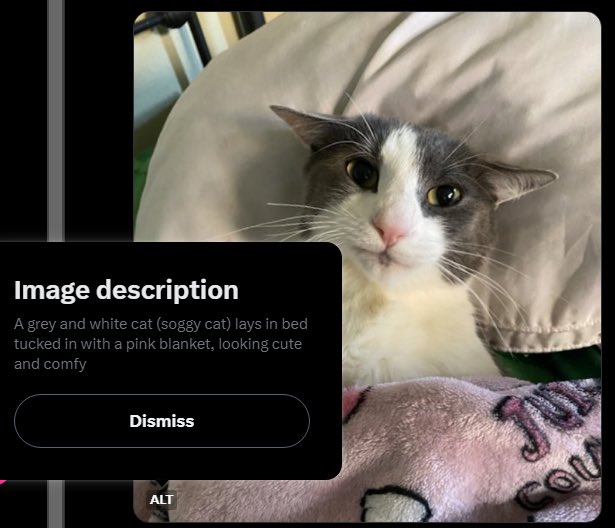 Image description
A grey and white cat (soggy cat) lays in bed
tucked in with a pink blanket, looking cute
and comfy
Dismiss
ALT